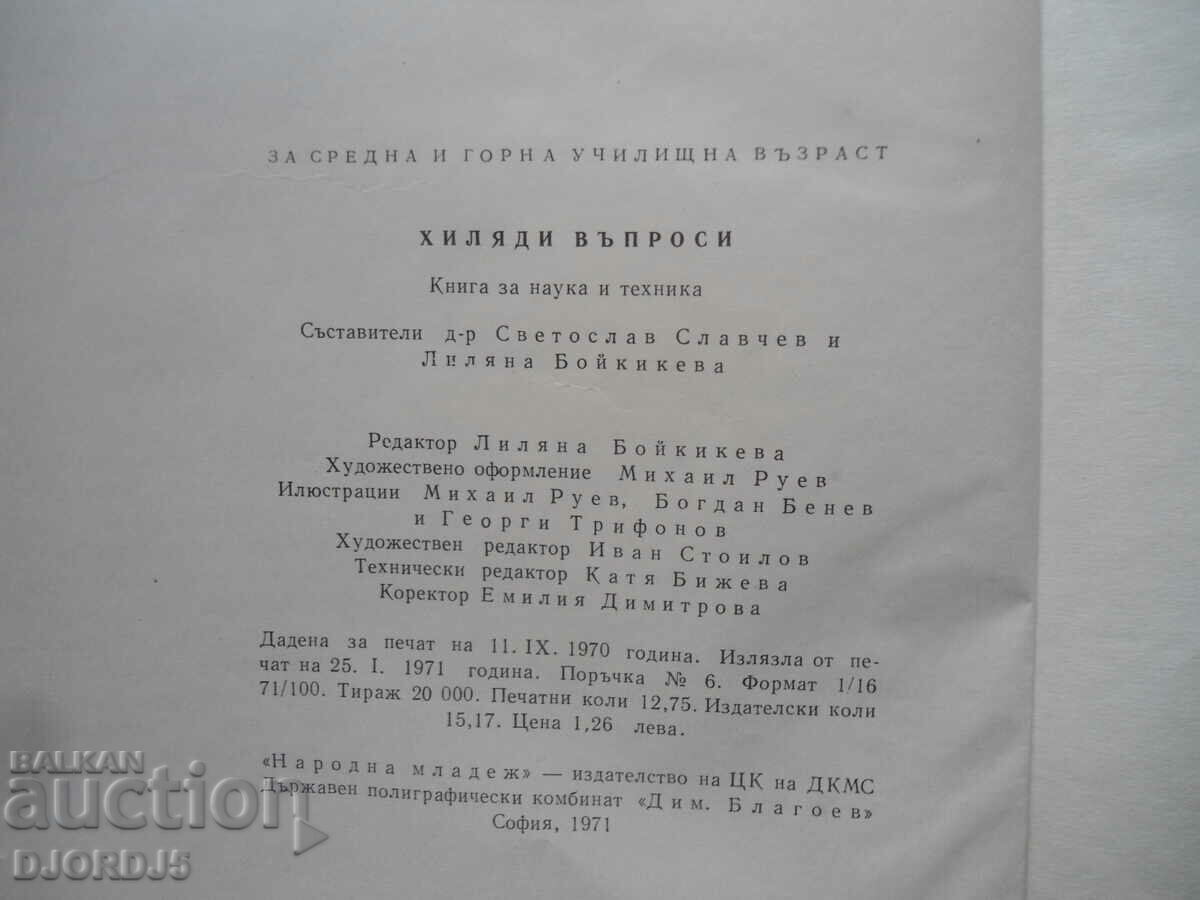 ЗА СРЕДНА И ГОРНА УЧИЛИЩНА ВЪЗРАСТ
ХИЛЯДИ ВЪПРОСИ
Книга за наука и техника
Съставители д-р Светослав Славчев и
Лиляна Бойкикева
Редактор Лиляна Бойкикева
Художествено оформление Михаил Руев
Илюстрации Михаил Руев, Богдан Бенев
и Георги Трифонов
Художествен редактор Иван Стоилов
Технически редактор Катя Бижева
Коректор Емилия Димитрова
Дадена за печат на 11. IX. 1970 година. Излязла от пе-
чат на 25. I. 1971 година. Поръчка № 6. Формат 1/16
71/100. Тираж 20 000. Печатни коли 12,75. Издателски коли
15,17. Цена 1,26 лева.
«Народна младеж» — издателство на ЦК на ДКМС
Държавен полиграфически комбинат «Дим. Благоев»
София, 1971
BALKAN
auction
DJORDJ5